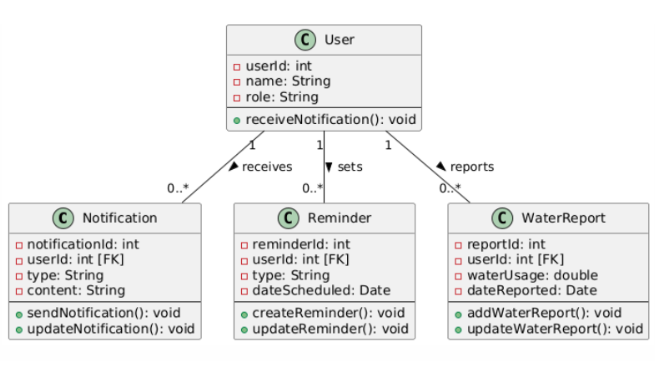 C User
userId: int
name: String
role: String
receiveNotification(): void
1 1 1
receives sets reports
0..* 0..* 0..*
C Notification
notificationId: int
userId: int [FK]
type: String
content: String
sendNotification(): void
updateNotification(): void
C Reminder
reminderId: int
userId: int [FK]
type: String
dateScheduled: Date
createReminder(): void
updateReminder(): void
C WaterReport
reportId: int
userId: int [FK]
waterUsage: double
dateReported: Date
addWaterReport(): void
updateWaterReport(): void